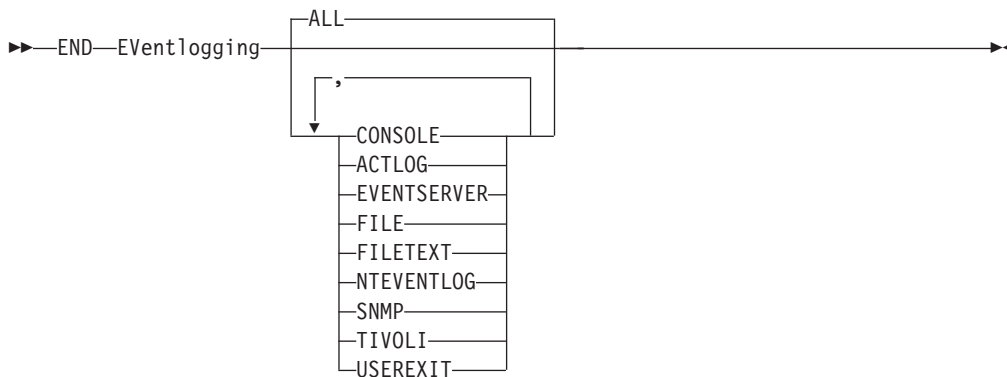 ALL
END EVentlogging
,
CONSOLE
ACTLOG
EVENTSERVER
FILE
FILETEXT
NTEVENTLOG
SNMP
TIVOLI
USEREXIT